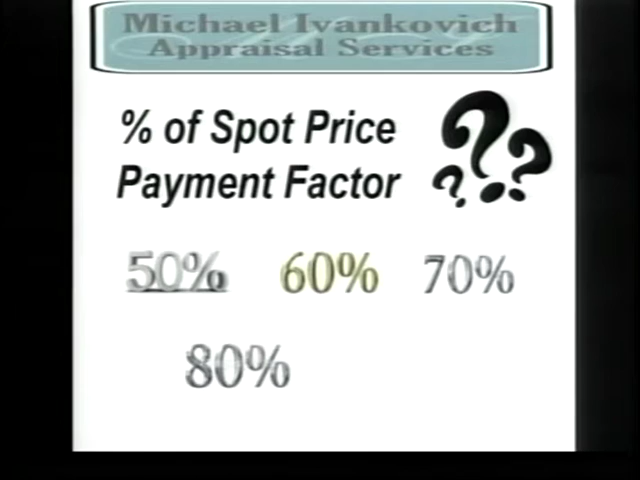 Michael Ivankovich
Appraisal Services
% of Spot Price
Payment Factor ???
50% 60% 70%
80%